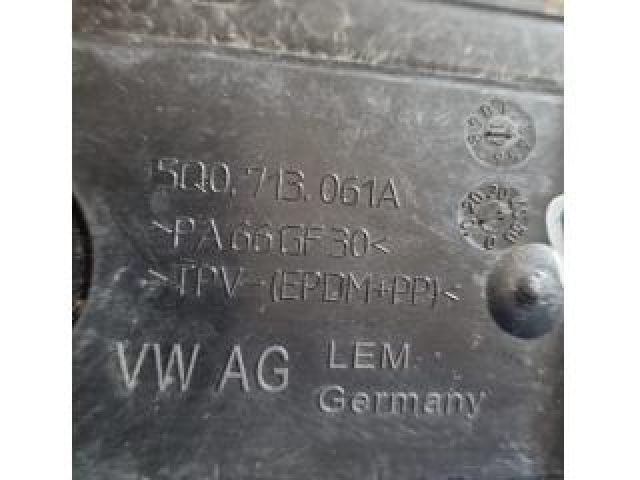 5Q0.713.061A
>PA66GF30<
>TPV-(EPDM+PP)<
VW AG LEM
Germany